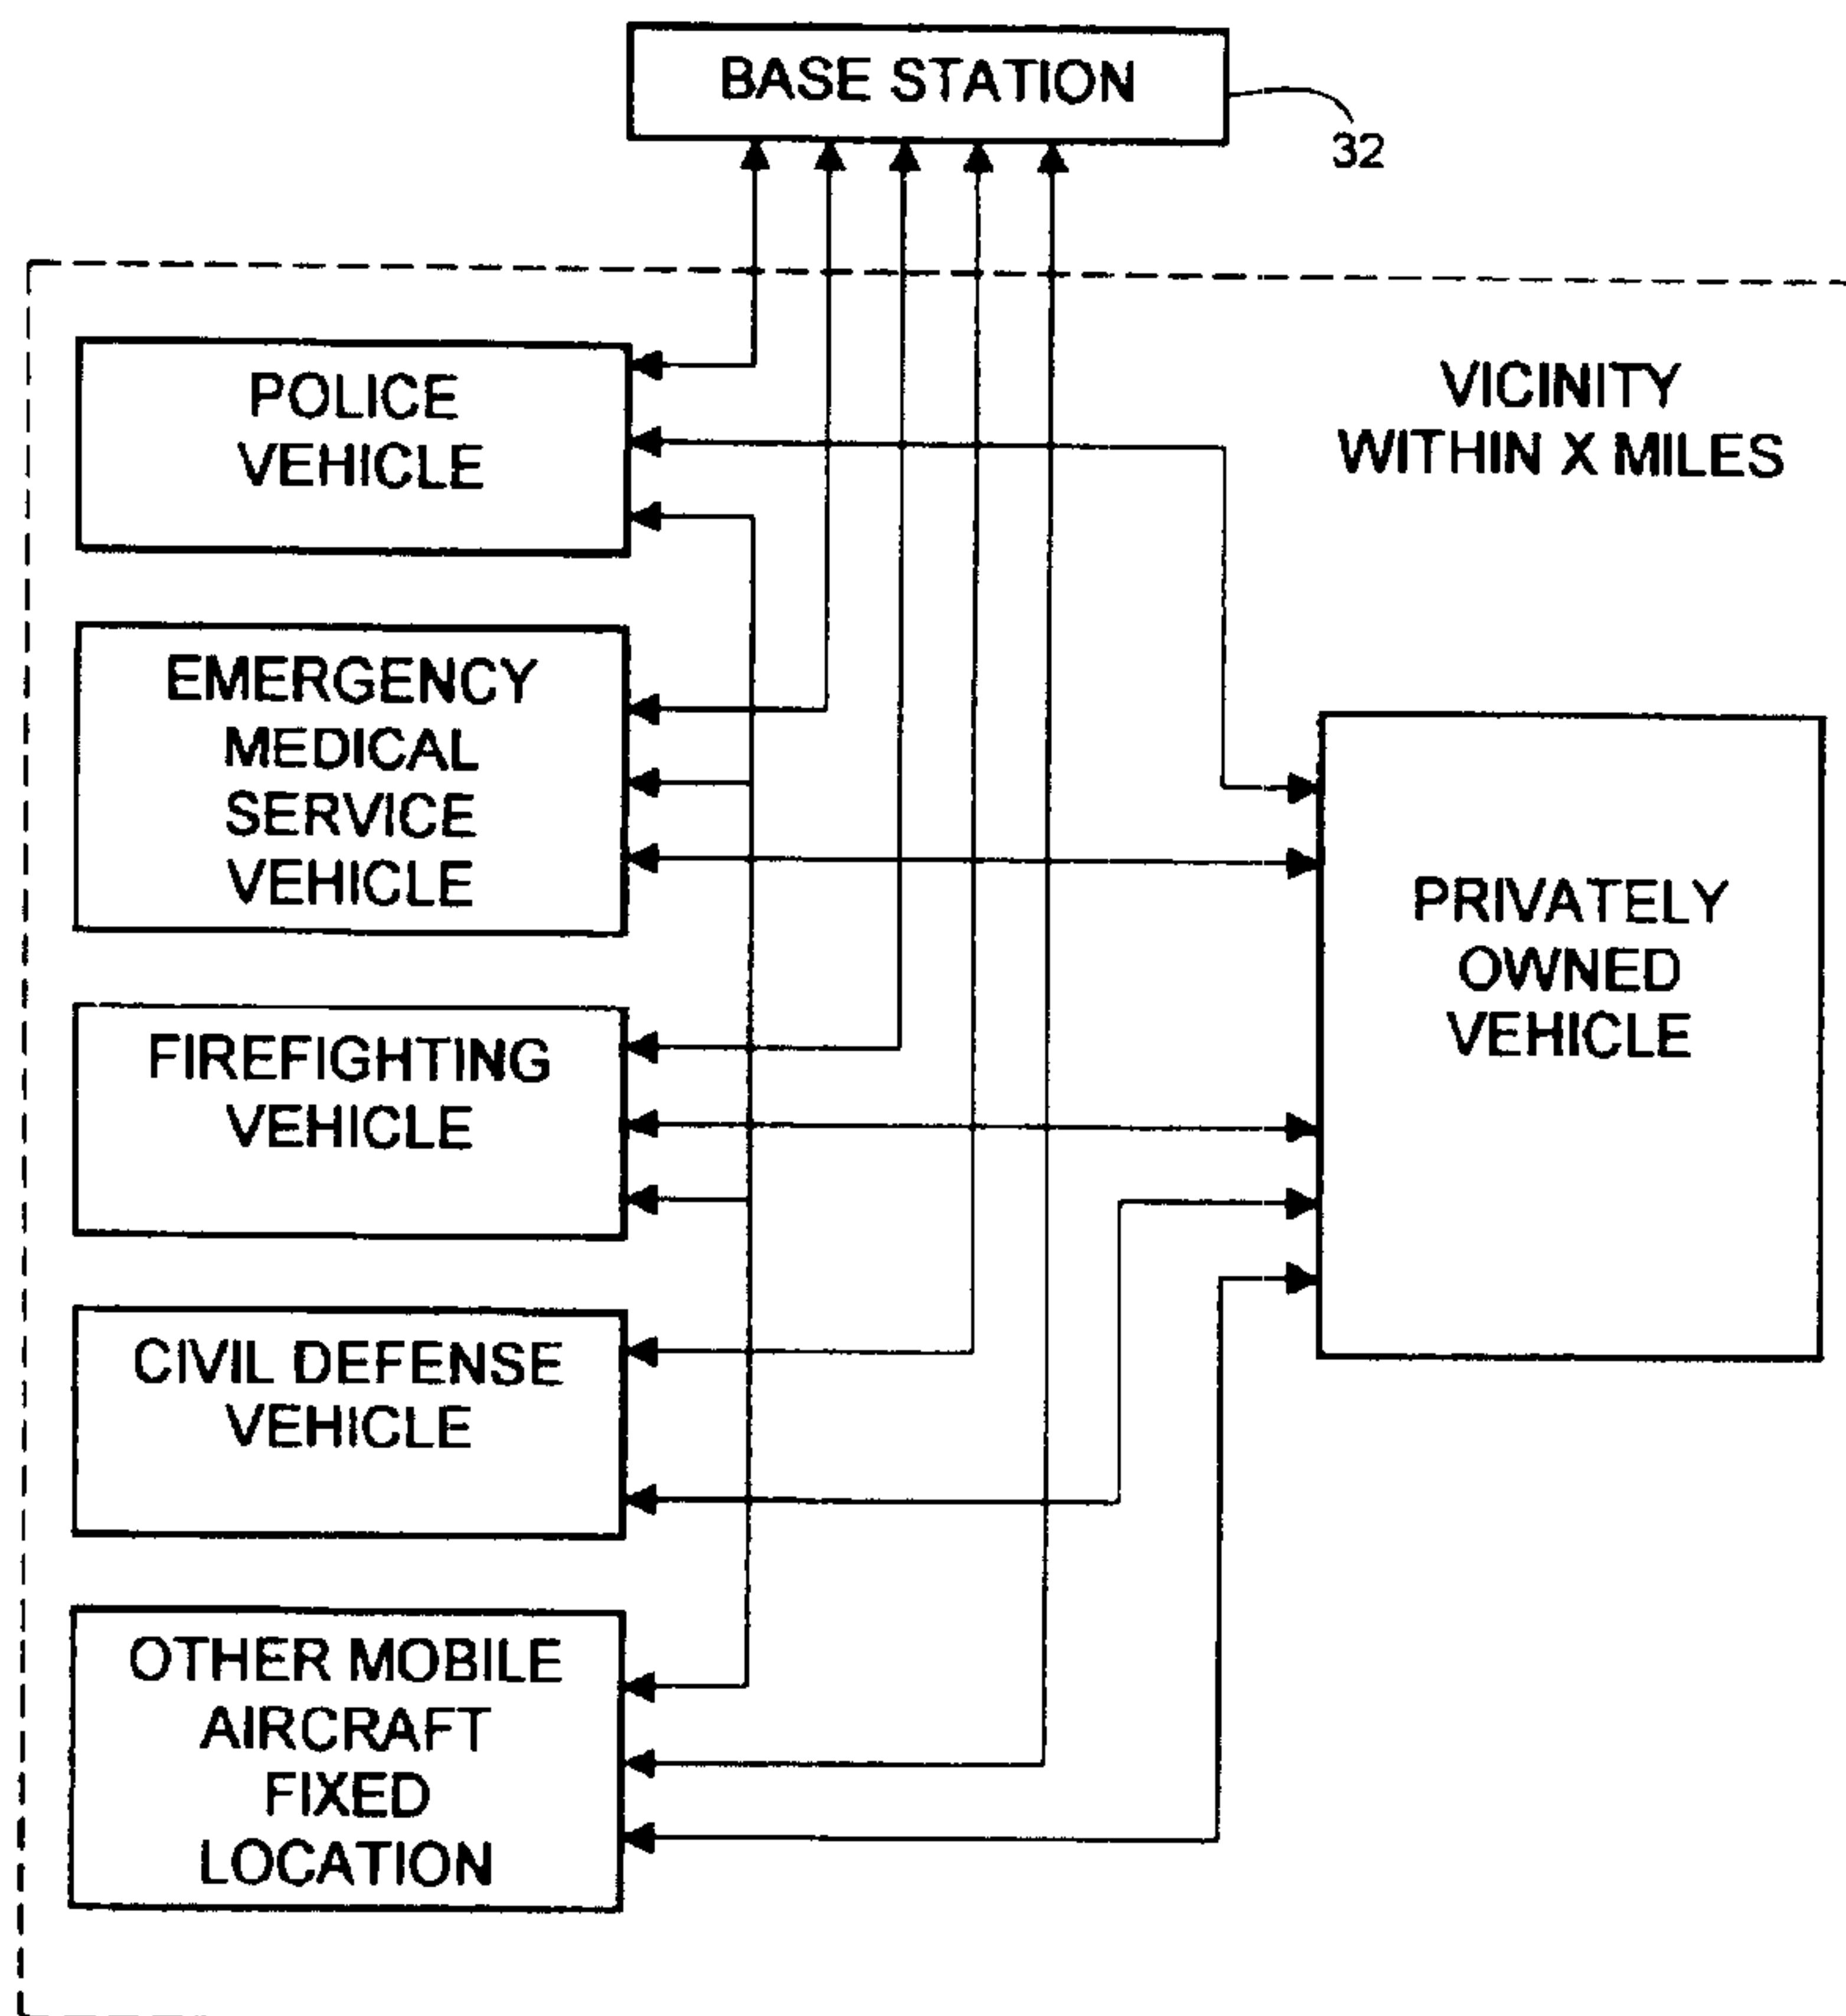 BASE STATION
32
POLICE
VEHICLE
VICINITY
WITHIN X MILES
EMERGENCY
MEDICAL
SERVICE
VEHICLE
PRIVATELY
OWNED
VEHICLE
FIREFIGHTING
VEHICLE
CIVIL DEFENSE
VEHICLE
OTHER MOBILE
AIRCRAFT
FIXED
LOCATION